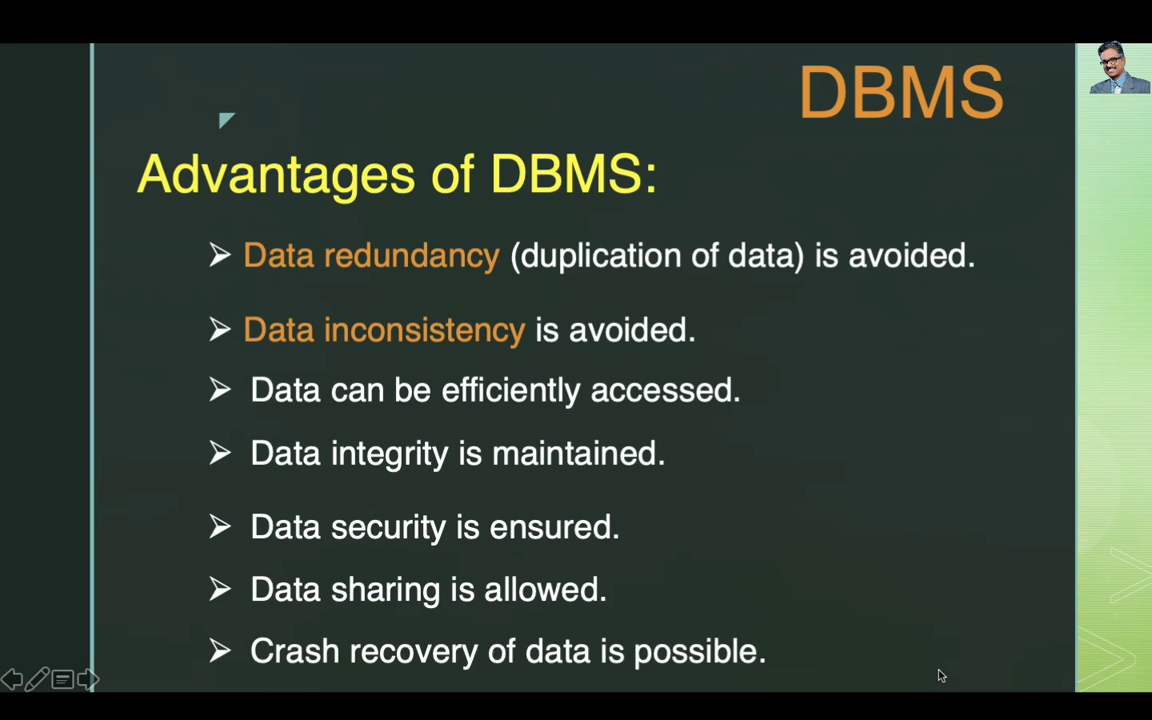 DBMS
Advantages of DBMS:
➢ Data redundancy (duplication of data) is avoided.
➢ Data inconsistency is avoided.
➢ Data can be efficiently accessed.
➢ Data integrity is maintained.
➢ Data security is ensured.
➢ Data sharing is allowed.
➢ Crash recovery of data is possible.